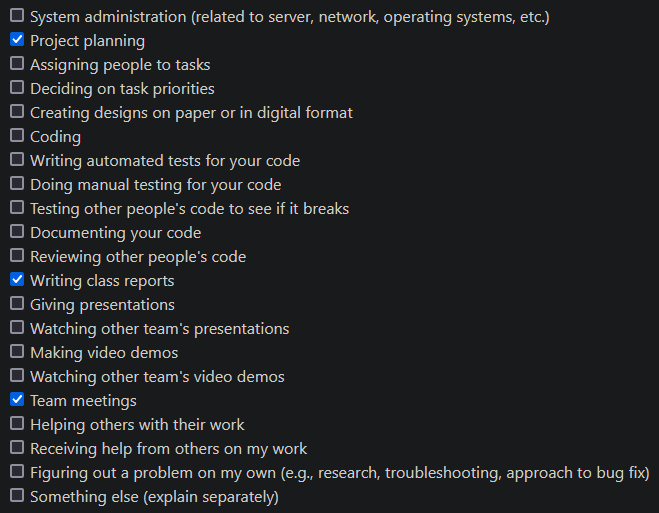 System administration (related to server, network, operating systems, etc.)
Project planning
Assigning people to tasks
Deciding on task priorities
Creating designs on paper or in digital format
Coding
Writing automated tests for your code
Doing manual testing for your code
Testing other people's code to see if it breaks
Documenting your code
Reviewing other people's code
Writing class reports
Giving presentations
Watching other team's presentations
Making video demos
Watching other team's video demos
Team meetings
Helping others with their work
Receiving help from others on my work
Figuring out a problem on my own (e.g., research, troubleshooting, approach to bug fix)
Something else (explain separately)